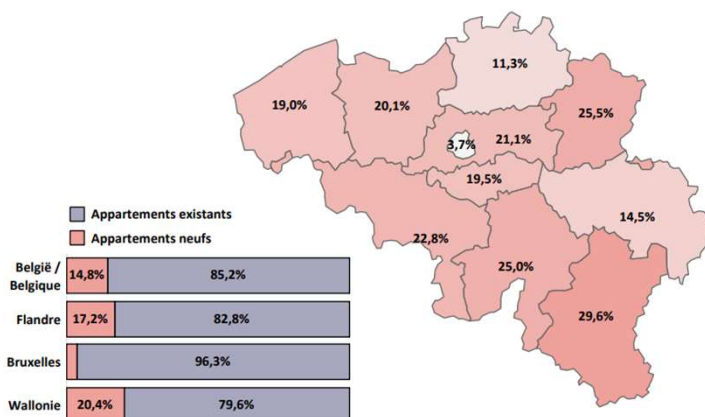 11,3%
19,0%
20,1%
25,5%
3,7%
21,1%
19,5%
14,5%
22,8%
25,0%
29,6%
Appartements existants
Appartements neufs
België /
Belgique
14,8% 85,2%
Flandre 17,2% 82,8%
Bruxelles 96,3%
Wallonie 20,4% 79,6%